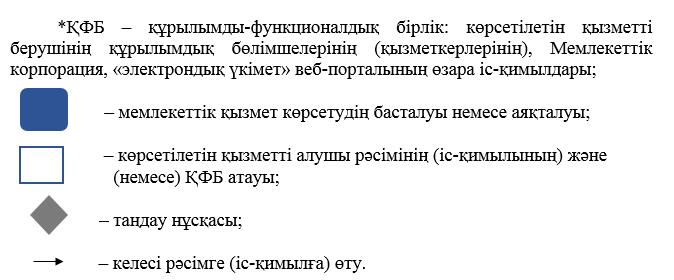 *ҚФБ – құрылымды-функционалдық бірлік: көрсетілетін қызметті
берушінің құрылымдық бөлімшелерінің (қызметкерлерінің), Мемлекеттік
корпорация, «электрондық үкімет» веб-порталының өзара іс-қимылдары;
– мемлекеттік қызмет көрсетудің басталуы немесе аяқталуы;
– көрсетілетін қызметті алушы рәсімінің (іс-қимылының) және
(немесе) ҚФБ атауы;
– таңдау нұсқасы;
– келесі рәсімге (іс-қимылға) өту.